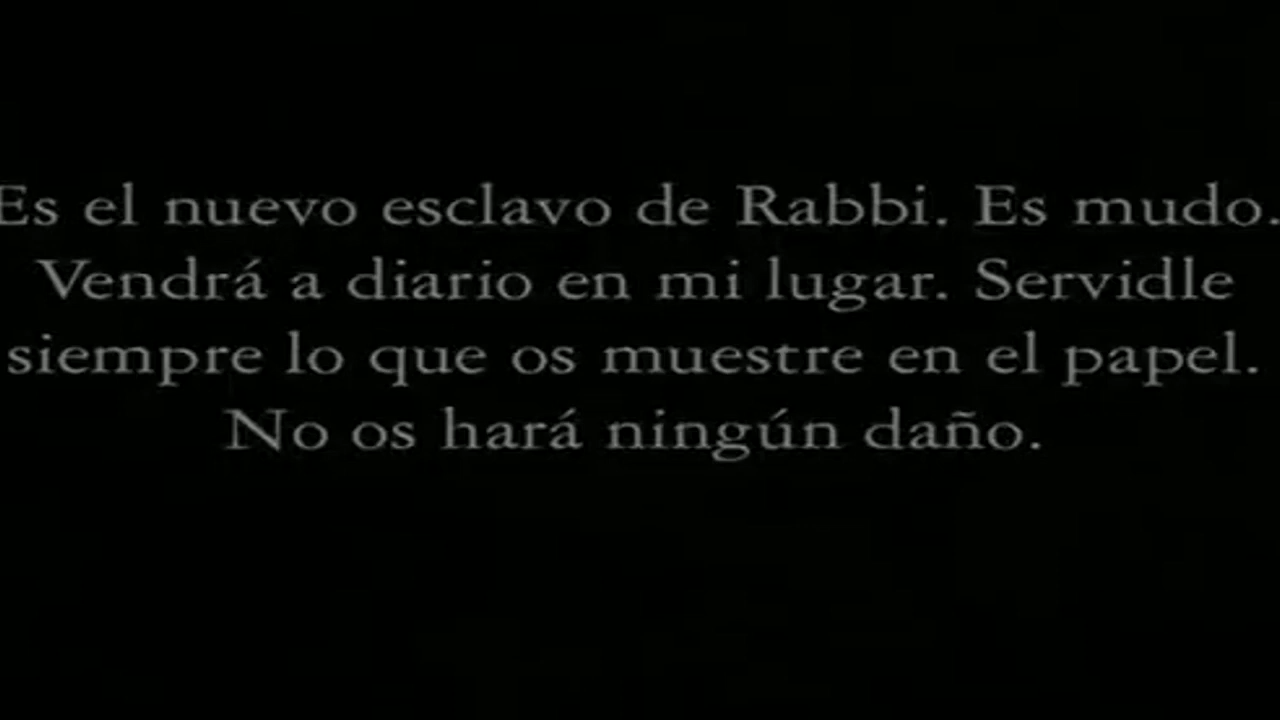 Es el nuevo esclavo de Rabbi. Es mudo.
Vendrá a diario en mi lugar. Servidle
siempre lo que os muestre en el papel.
No os hará ningún daño.